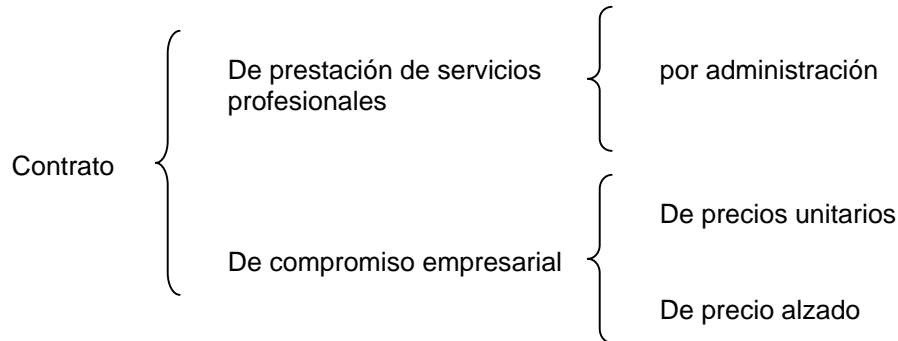 Contrato
De prestación de servicios
profesionales
por administración
De compromiso empresarial
De precios unitarios
De precio alzado